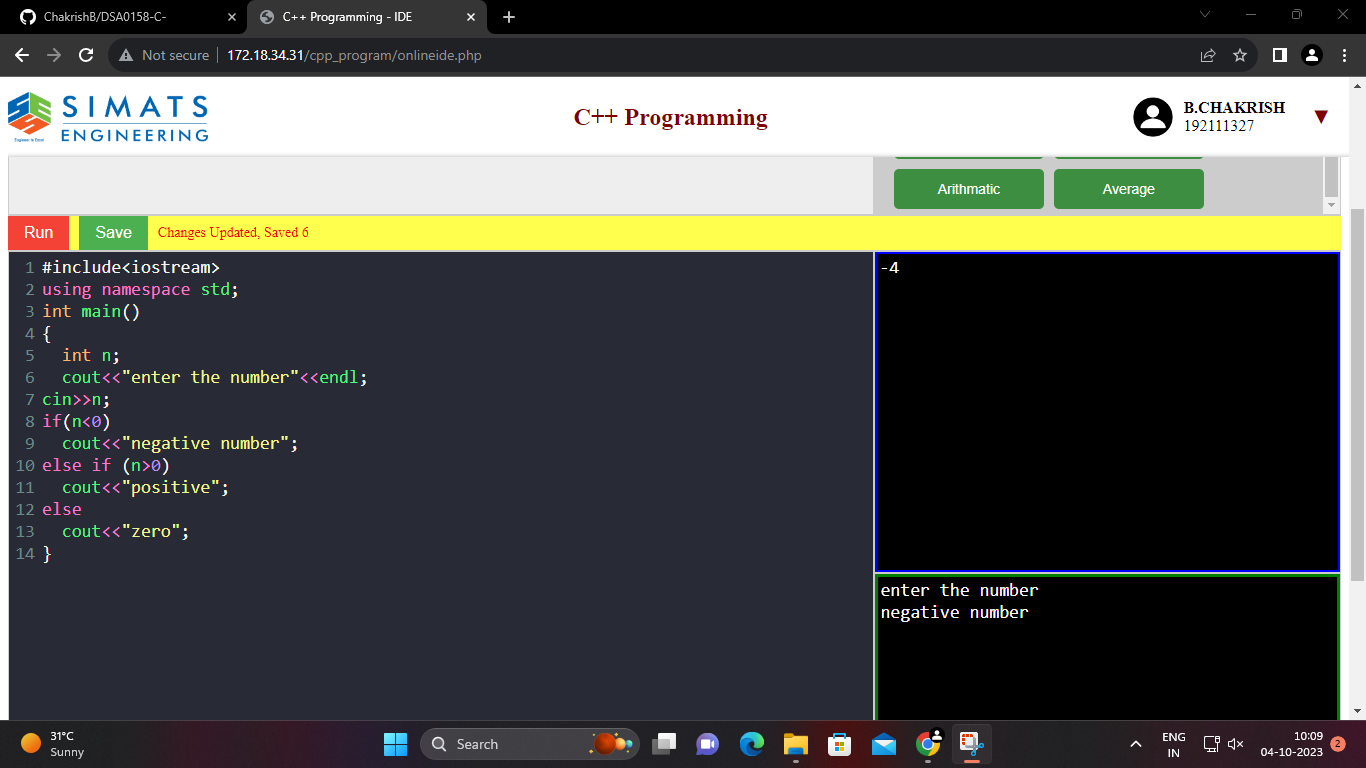 ChakrishB/DSA0158-C-
C++ Programming - IDE
Not secure
172.18.34.31/cpp_program/onlineide.php
SIMATS
ENGINEERING
Engineer to Excel
C++ Programming
B.CHAKRISH
192111327
Arithmatic
Average
Run
Save
Changes Updated, Saved 6
1 #include<iostream>
2 using namespace std;
3 int main()
4 {
5   int n;
6   cout<<"enter the number"<<endl;
7 cin>>n;
8 if(n<0)
9   cout<<"negative number";
10 else if (n>0)
11   cout<<"positive";
12 else
13   cout<<"zero";
14 }
-4
enter the number
negative number
31°C
Sunny
Search
ENG
IN
10:09
04-10-2023
2